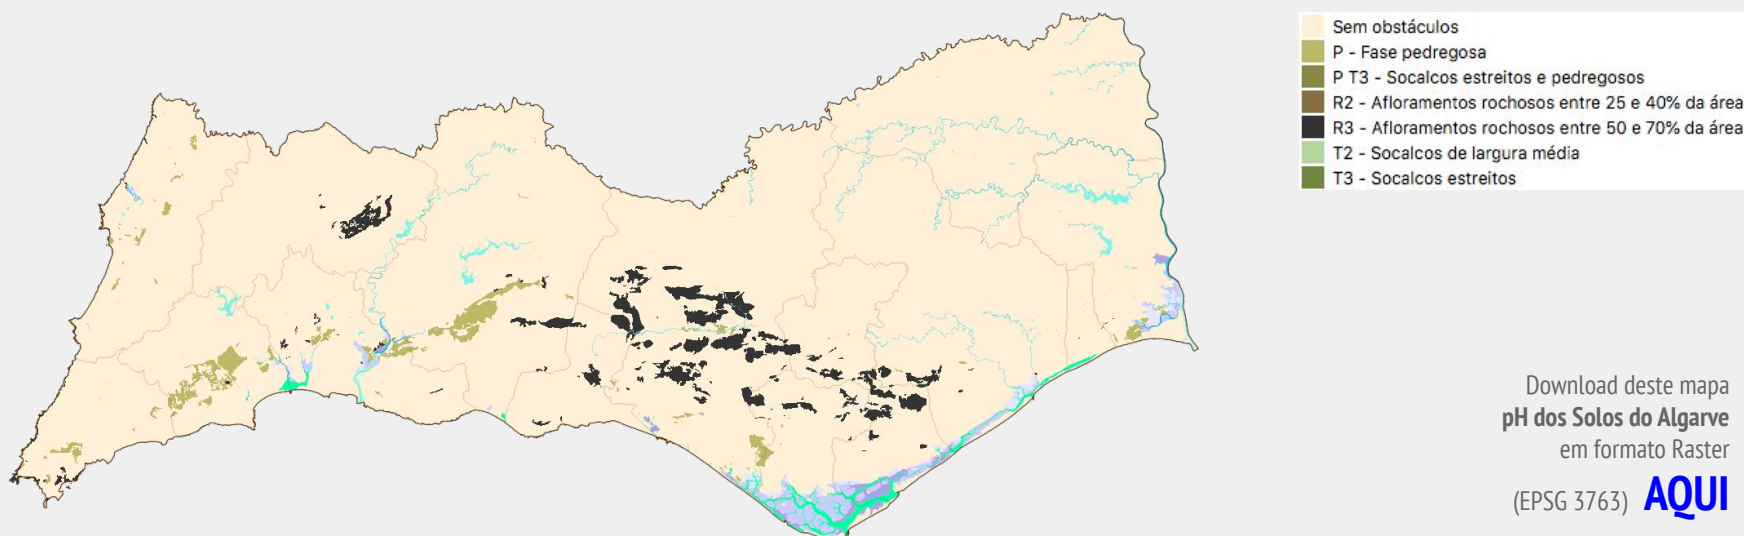 Sem obstáculos
P - Fase pedregosa
P T3 - Socalcos estreitos e pedregosos
R2 - Afloramentos rochosos entre 25 e 40% da área
R3 - Afloramentos rochosos entre 50 e 70% da área
T2 - Socalcos de largura média
T3 - Socalcos estreitos
Download deste mapa
pH dos Solos do Algarve
em formato Raster
(EPSG 3763) AQUI